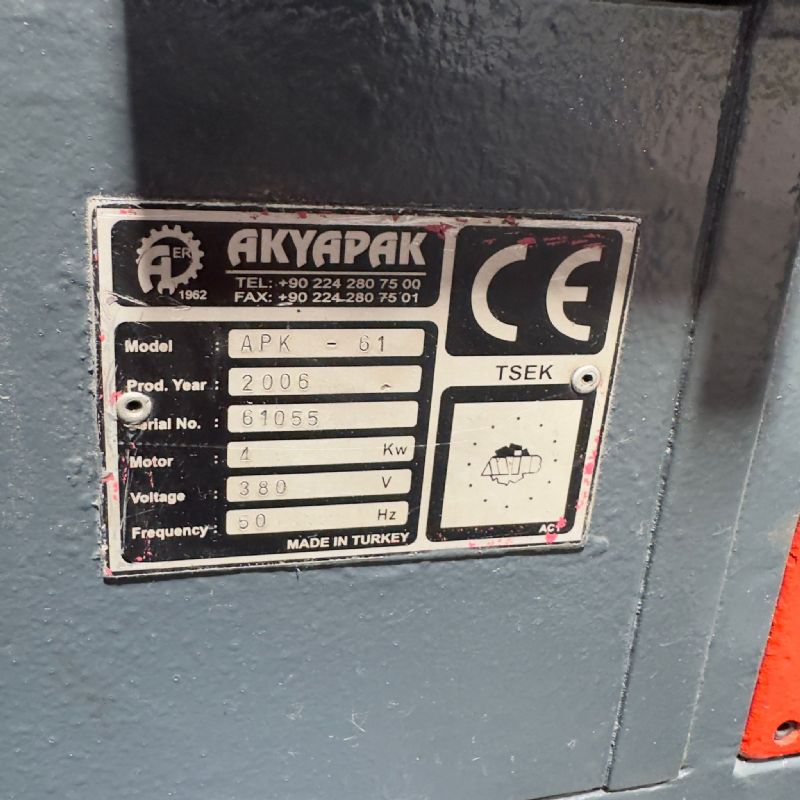 AER
1962
AKYAPAK
TEL: +90 224 280 75 00
FAX: +90 224 280 75 01
CE
Model : APK - 61
Prod. Year : 2006
Serial No. : 61055
Motor : 4 Kw
Voltage : 380 V
Frequency : 50 Hz
MADE IN TURKEY
TSEK